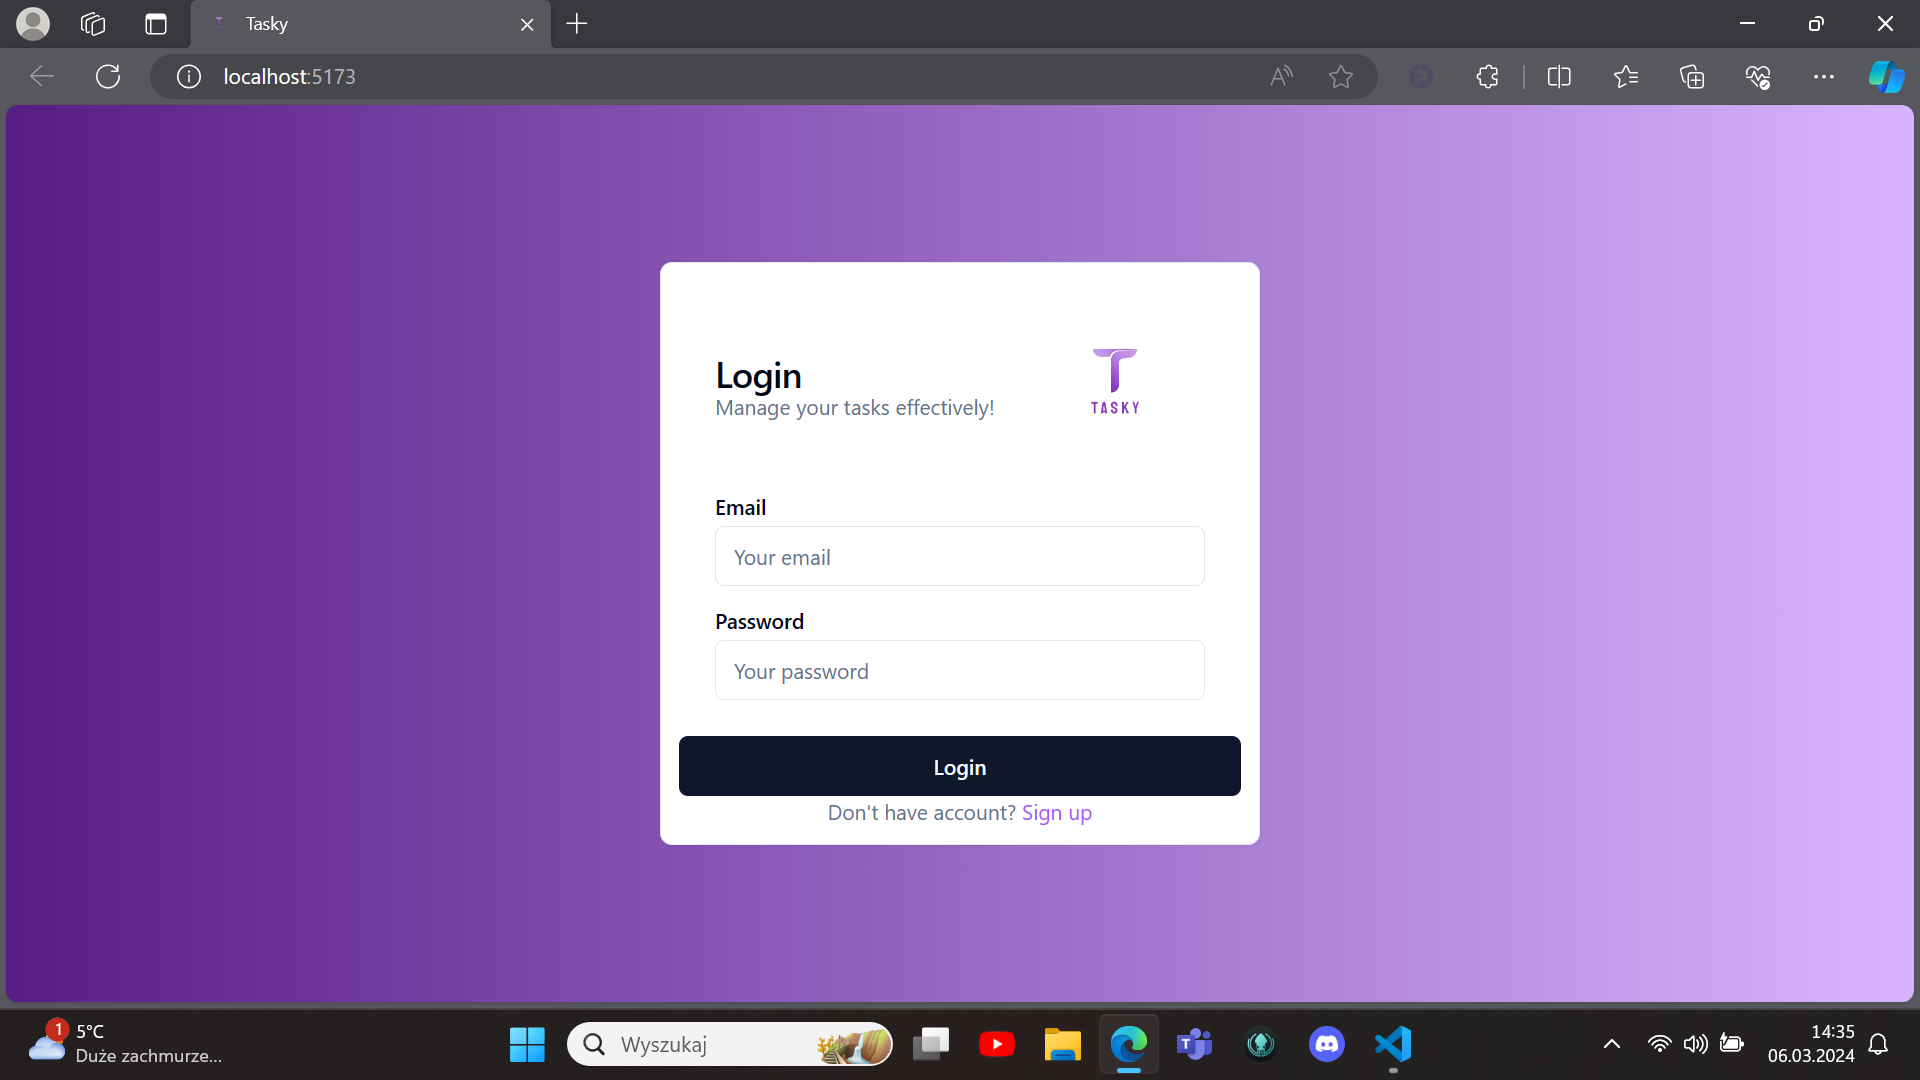 Tasky
localhost:5173
Login
Manage your tasks effectively!
TASKY
Email
Your email
Password
Your password
Login
Don't have account? Sign up
1
5°C
Duże zachmurze...
Wyszukaj
14:35
06.03.2024